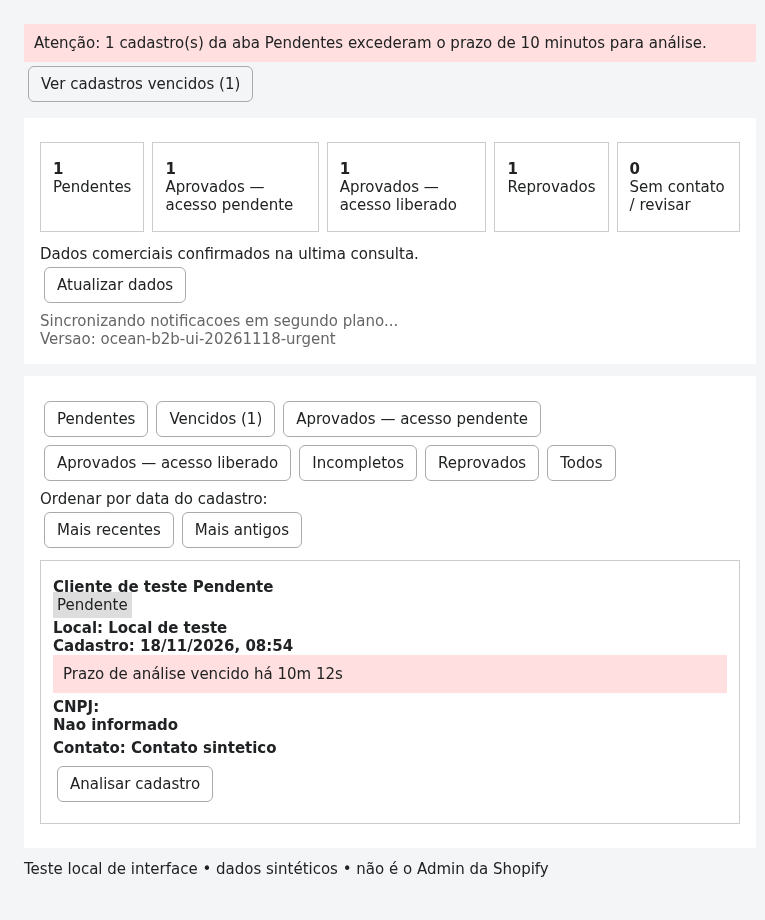 Atenção: 1 cadastro(s) da aba Pendentes excederam o prazo de 10 minutos para análise.
Ver cadastros vencidos (1)
1
Pendentes
1
Aprovados —
acesso pendente
1
Aprovados —
acesso liberado
1
Reprovados
0
Sem contato
/ revisar
Dados comerciais confirmados na ultima consulta.
Atualizar dados
Sincronizando notificacoes em segundo plano...
Versao: ocean-b2b-ui-20261118-urgent
Pendentes
Vencidos (1)
Aprovados — acesso pendente
Aprovados — acesso liberado
Incompletos
Reprovados
Todos
Ordenar por data do cadastro:
Mais recentes
Mais antigos
Cliente de teste Pendente
Pendente
Local: Local de teste
Cadastro: 18/11/2026, 08:54
Prazo de análise vencido há 10m 12s
CNPJ:
Nao informado
Contato: Contato sintetico
Analisar cadastro
Teste local de interface • dados sintéticos • não é o Admin da Shopify